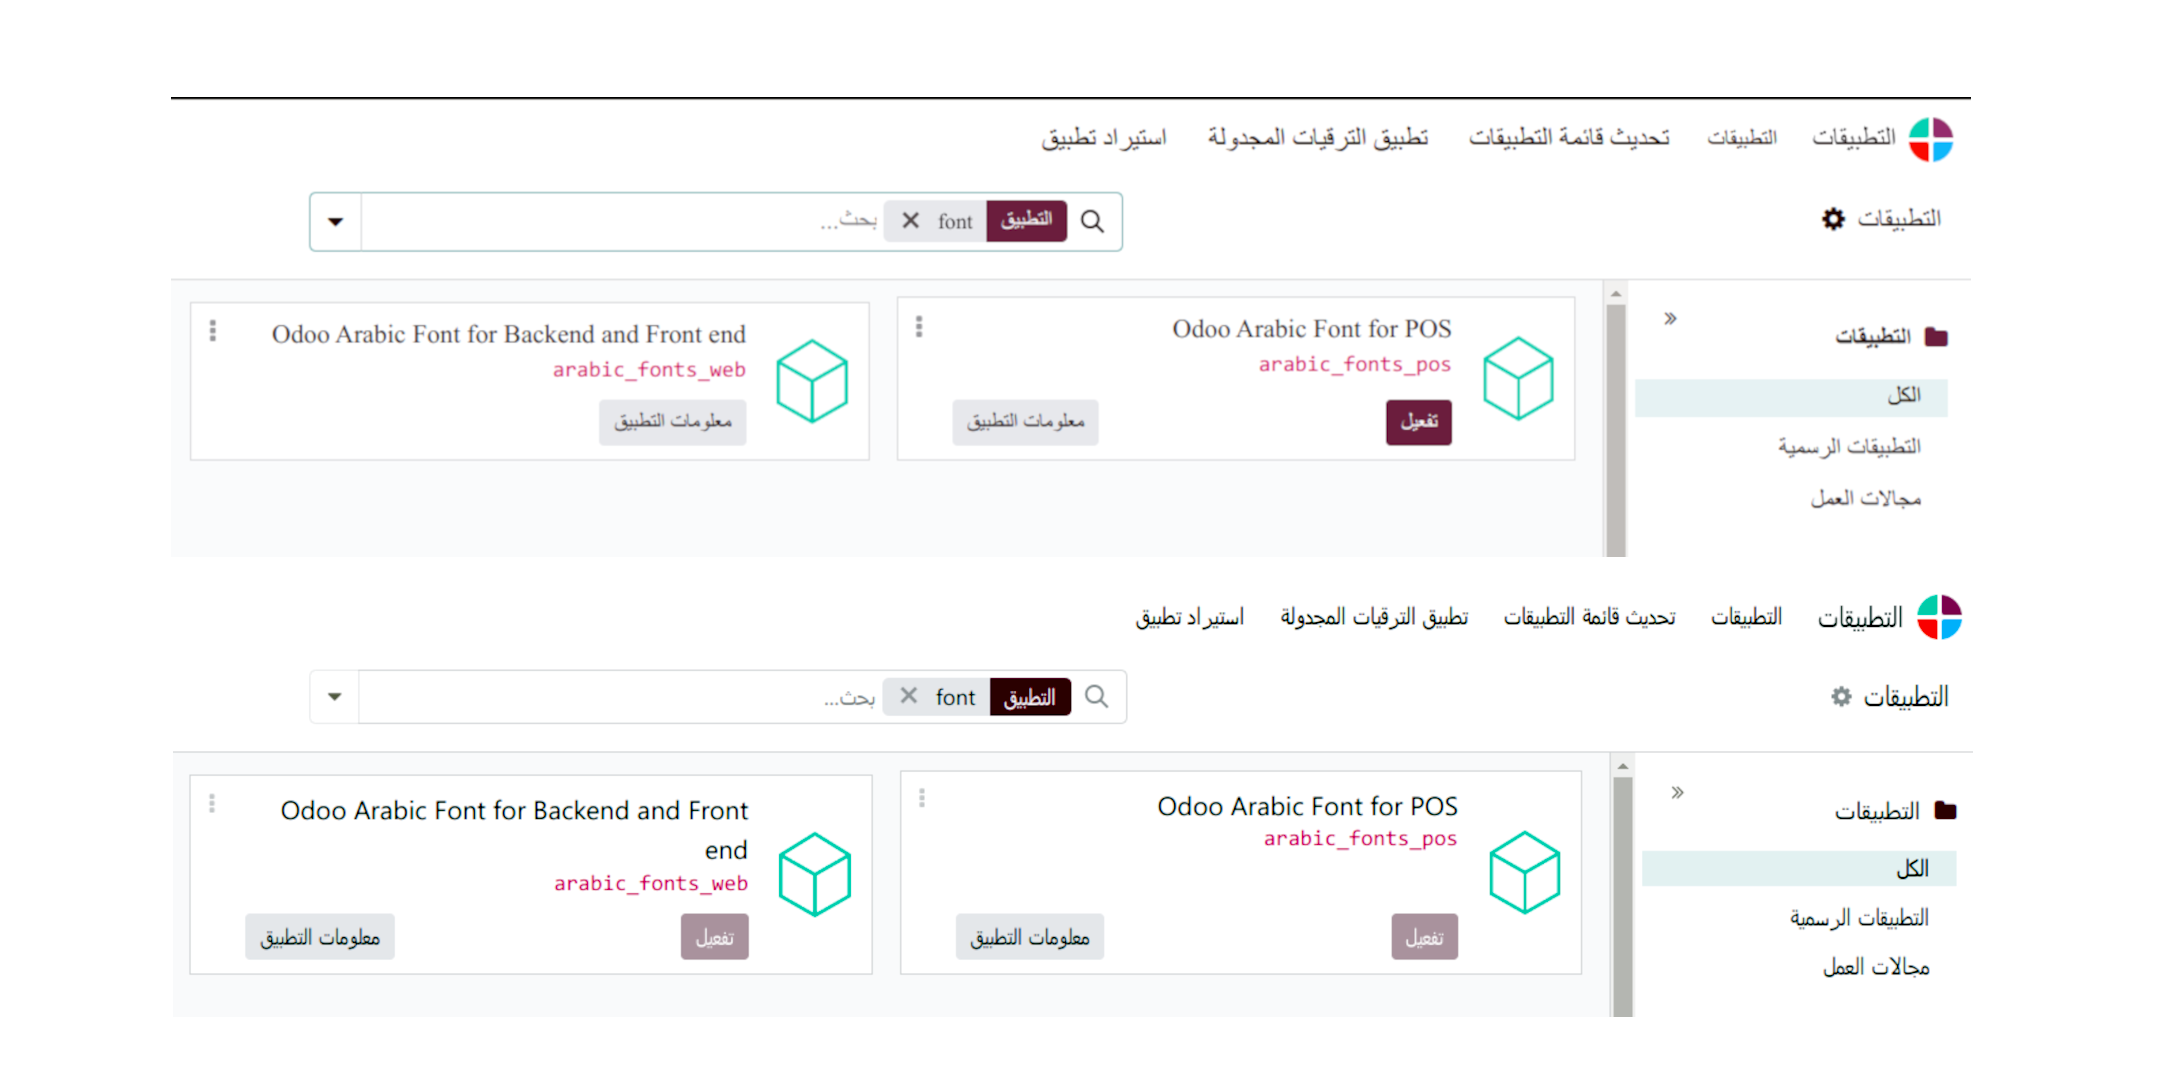 التطبيقات التطبيقات تحديث قائمة التطبيقات تطبيق الترقيات المجدولة استيراد تطبيق
التطبيقات
التطبيق font بحث...
التطبيقات
الكل
التطبيقات الرسمية
مجالات العمل
Odoo Arabic Font for POS
arabic_fonts_pos
تفعيل معلومات التطبيق
Odoo Arabic Font for Backend and Front end
arabic_fonts_web
معلومات التطبيق
التطبيقات التطبيقات تحديث قائمة التطبيقات تطبيق الترقيات المجدولة استيراد تطبيق
التطبيقات
التطبيق font بحث...
التطبيقات
الكل
التطبيقات الرسمية
مجالات العمل
Odoo Arabic Font for POS
arabic_fonts_pos
تفعيل معلومات التطبيق
Odoo Arabic Font for Backend and Front
end
arabic_fonts_web
تفعيل معلومات التطبيق